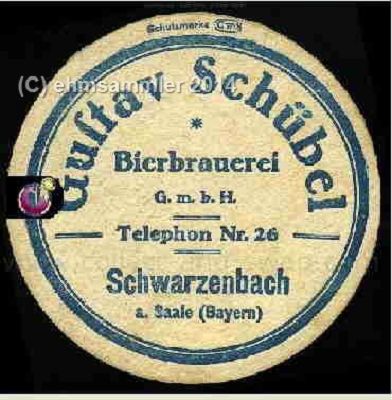 Schutzmarke
(C) ehmsammler 2014
Guſtav Schübel
*
Bierbrauerei
G. m. b. H.
Telephon Nr. 26
Schwarzenbach
a. Saale (Bayern)